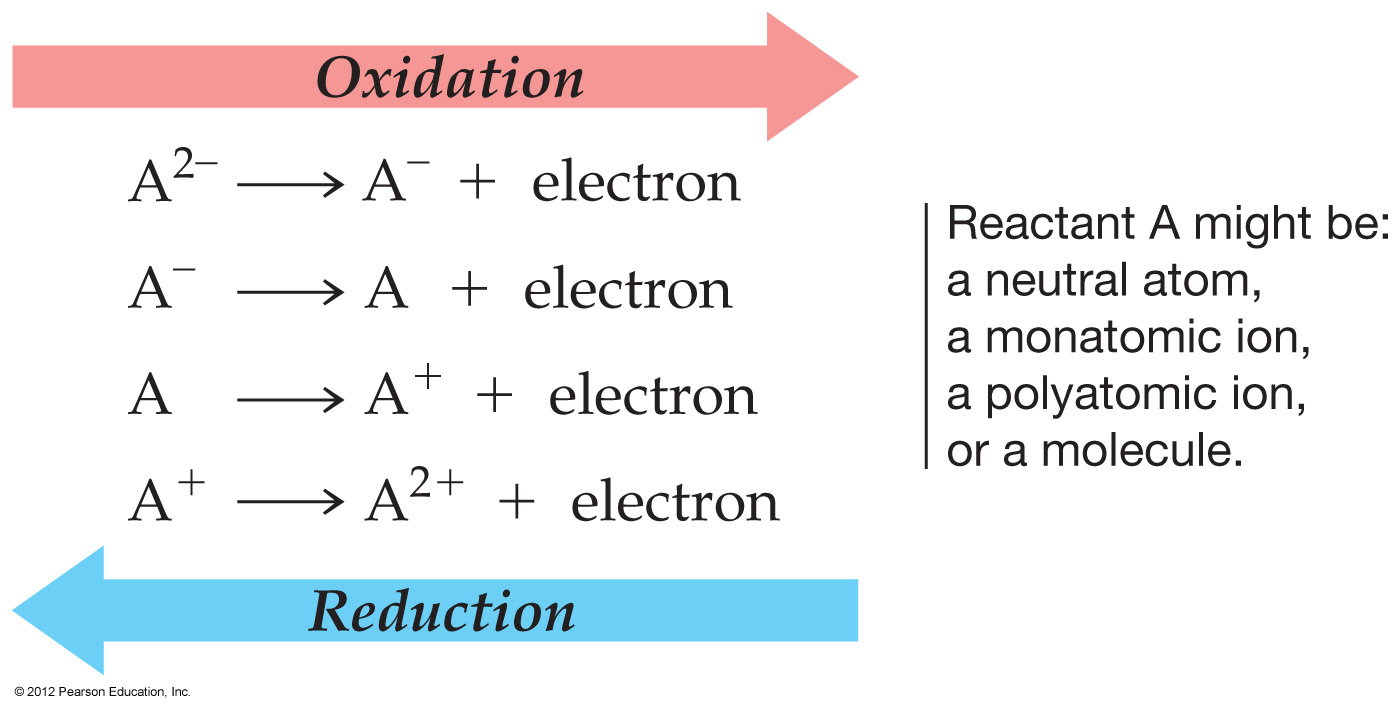 Oxidation
A²⁻ ⟶ A⁻ + electron
A⁻ ⟶ A + electron
A ⟶ A⁺ + electron
A⁺ ⟶ A²⁺ + electron
Reduction
Reactant A might be:
a neutral atom,
a monatomic ion,
a polyatomic ion,
or a molecule.
© 2012 Pearson Education, Inc.